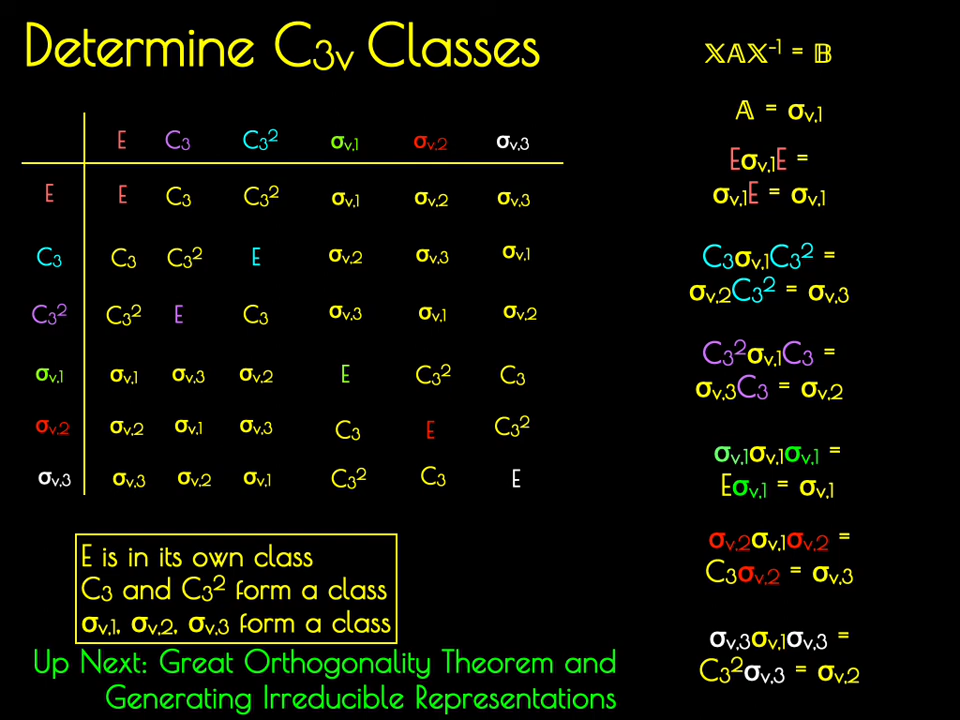 Determine C₃ᵥ Classes
E C₃ C₃² σv,1 σv,2 σv,3
E E C₃ C₃² σv,1 σv,2 σv,3
C₃ C₃ C₃² E σv,2 σv,3 σv,1
C₃² C₃² E C₃ σv,3 σv,1 σv,2
σv,1 σv,1 σv,3 σv,2 E C₃² C₃
σv,2 σv,2 σv,1 σv,3 C₃ E C₃²
σv,3 σv,3 σv,2 σv,1 C₃² C₃ E
E is in its own class
C₃ and C₃² form a class
σv,1, σv,2, σv,3 form a class
Up Next: Great Orthogonality Theorem and
Generating Irreducible Representations
𝕏𝔸𝕏⁻¹ = 𝔹
𝔸 = σv,1
Eσv,1E =
σv,1E = σv,1
C₃σv,1C₃² =
σv,2C₃² = σv,3
C₃²σv,1C₃ =
σv,3C₃ = σv,2
σv,1σv,1σv,1 =
Eσv,1 = σv,1
σv,2σv,1σv,2 =
C₃σv,2 = σv,3
σv,3σv,1σv,3 =
C₃²σv,3 = σv,2